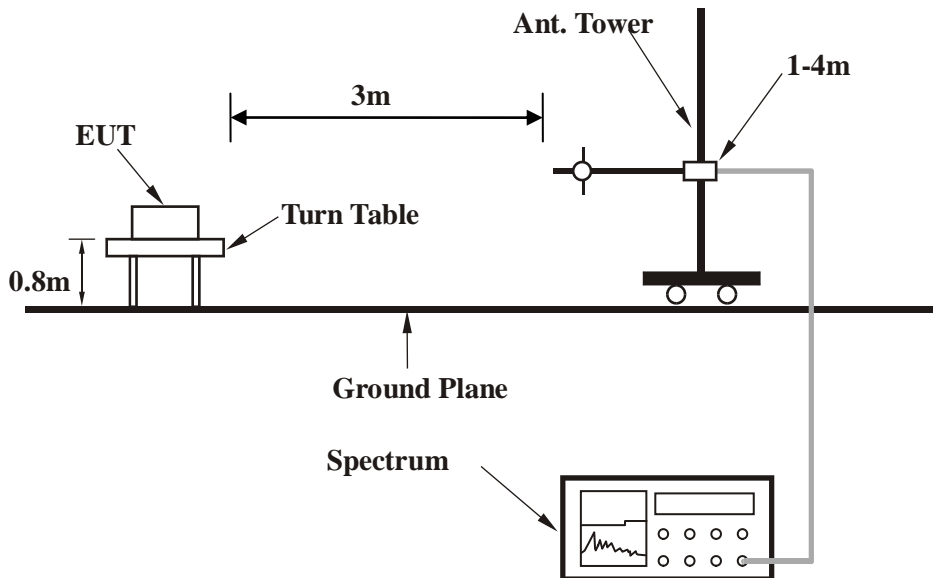 Ant. Tower
1-4m
3m
EUT
Turn Table
0.8m
Ground Plane
Spectrum